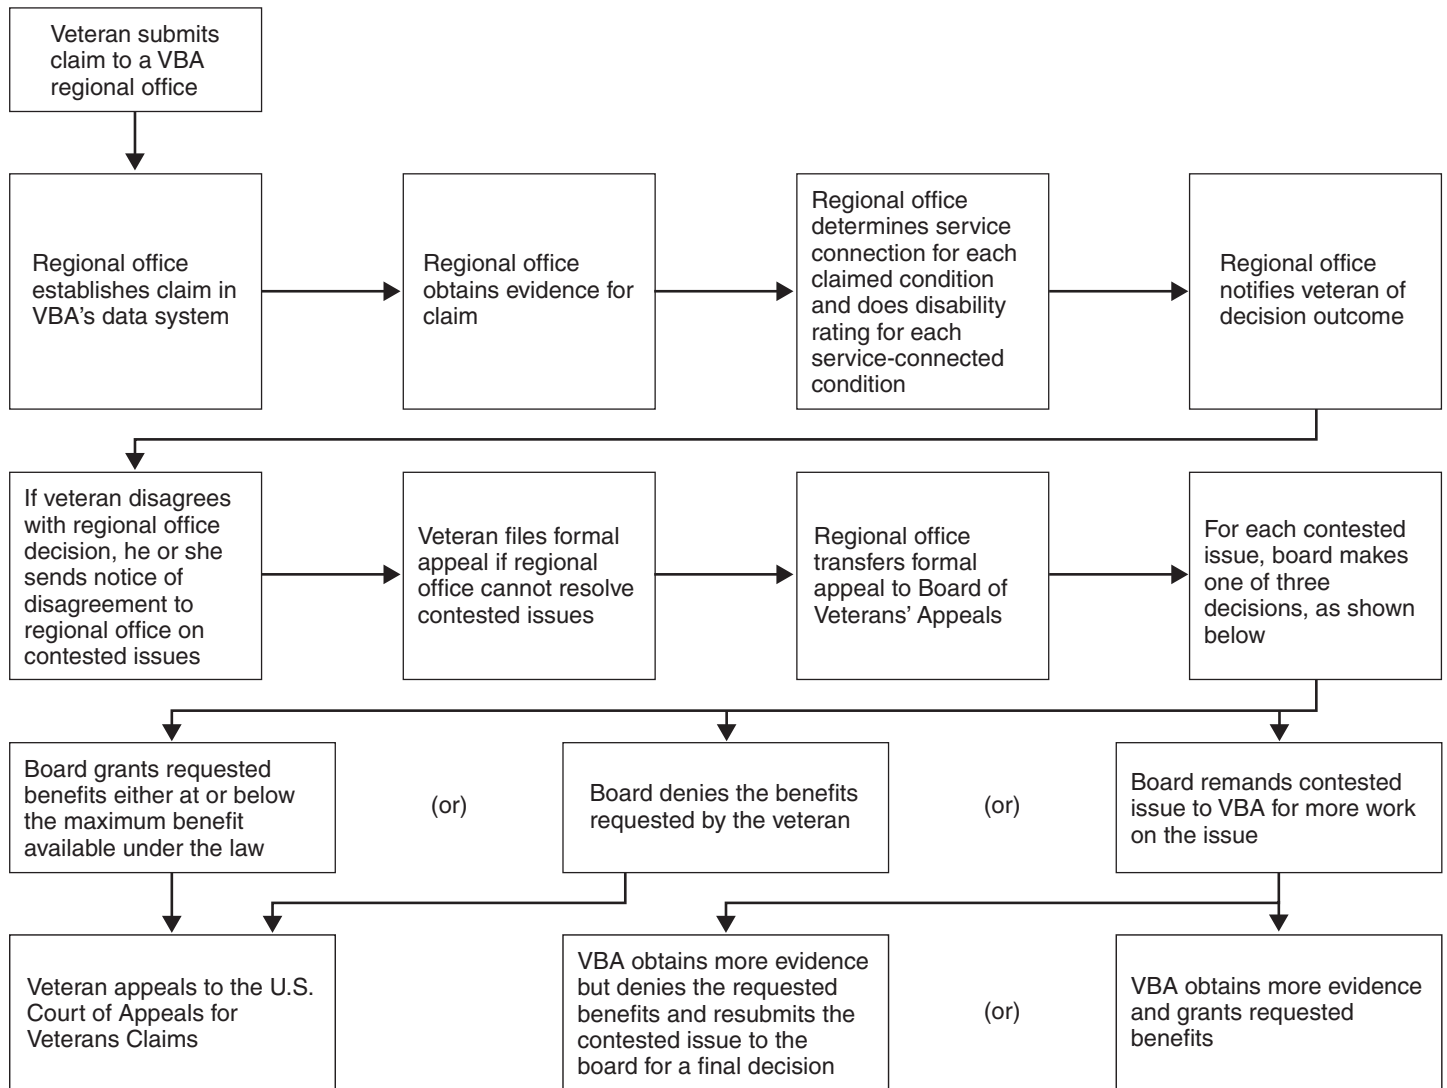 Veteran submits
claim to a VBA
regional office
Regional office
establishes claim in
VBA's data system
Regional office
obtains evidence for
claim
Regional office
determines service
connection for each
claimed condition
and does disability
rating for each
service-connected
condition
Regional office
notifies veteran of
decision outcome
If veteran disagrees
with regional office
decision, he or she
sends notice of
disagreement to
regional office on
contested issues
Veteran files formal
appeal if regional
office cannot resolve
contested issues
Regional office
transfers formal
appeal to Board of
Veterans' Appeals
For each contested
issue, board makes
one of three
decisions, as shown
below
Board grants requested
benefits either at or below
the maximum benefit
available under the law
(or)
Board denies the benefits
requested by the veteran
(or)
Board remands contested
issue to VBA for more work
on the issue
Veteran appeals to the U.S.
Court of Appeals for
Veterans Claims
VBA obtains more evidence
but denies the requested
benefits and resubmits the
contested issue to the
board for a final decision
(or)
VBA obtains more evidence
and grants requested
benefits